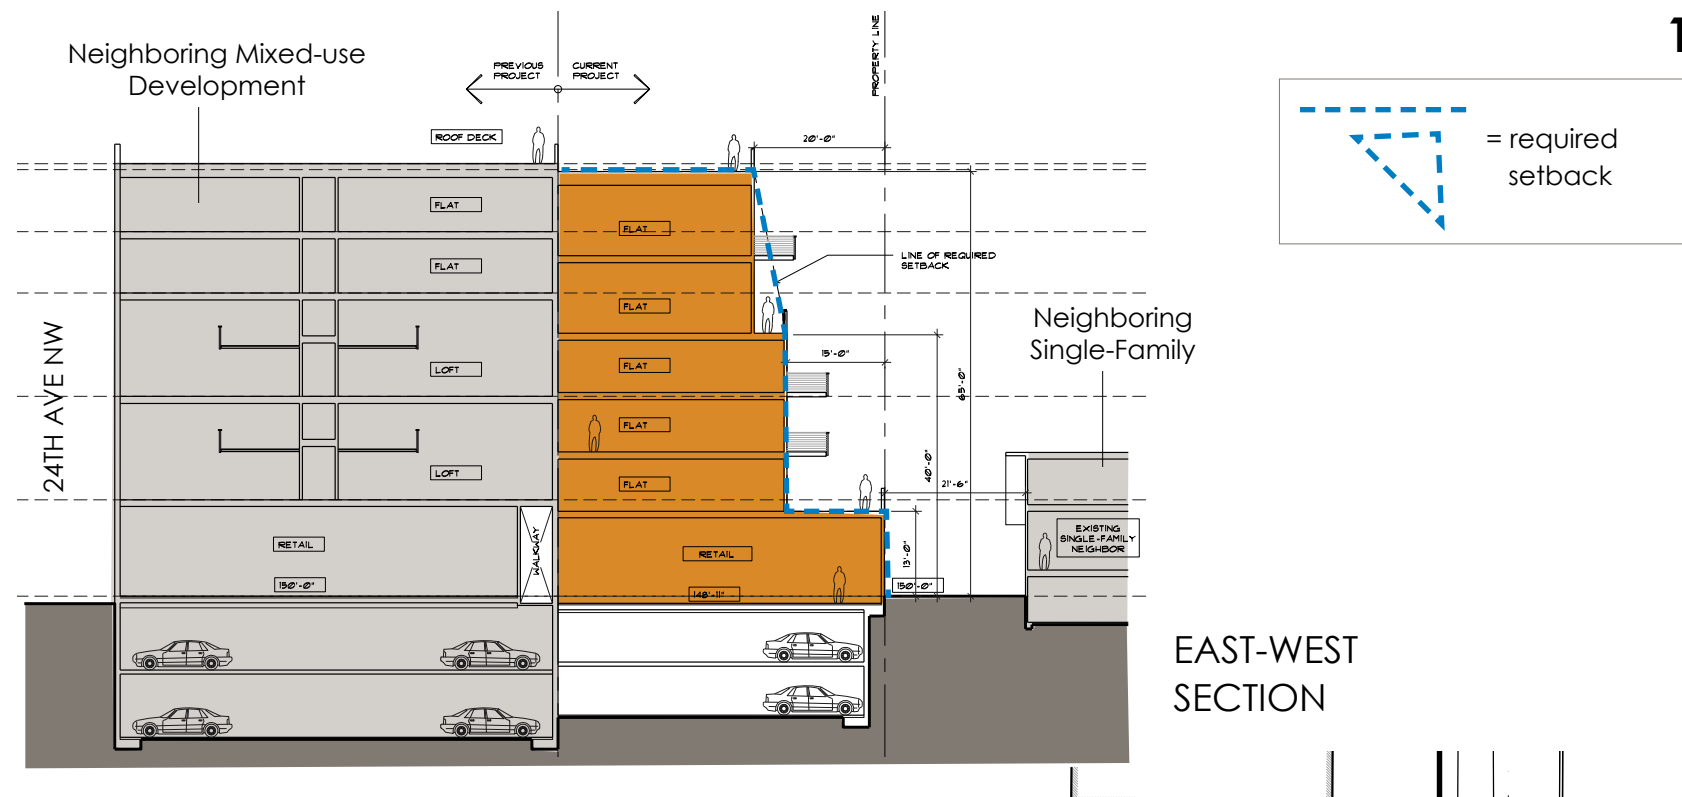 1
Neighboring Mixed-use
Development
PREVIOUS
PROJECT
CURRENT
PROJECT
PROPERTY LINE
= required
setback
ROOF DECK
20'-0"
FLAT
FLAT
FLAT
LINE OF REQUIRED
SETBACK
FLAT
FLAT
Neighboring
Single-Family
24TH AVE NW
LOFT
FLAT
15'-0"
65'-0"
FLAT
LOFT
FLAT
40'-0"
21'-6"
EXISTING
SINGLE-FAMILY
NEIGHBOR
RETAIL
WALKWAY
RETAIL
13'-0"
150'-0"
148'-11"
150'-0"
EAST-WEST
SECTION